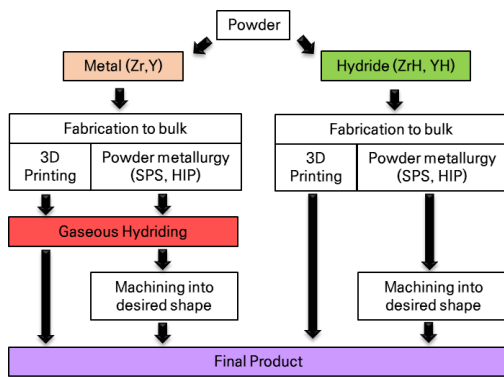 Powder
Metal (Zr,Y)
Hydride (ZrH, YH)
Fabrication to bulk
3D
Printing
Powder metallurgy
(SPS, HIP)
Fabrication to bulk
3D
Printing
Powder metallurgy
(SPS, HIP)
Gaseous Hydriding
Machining into
desired shape
Machining into
desired shape
Final Product